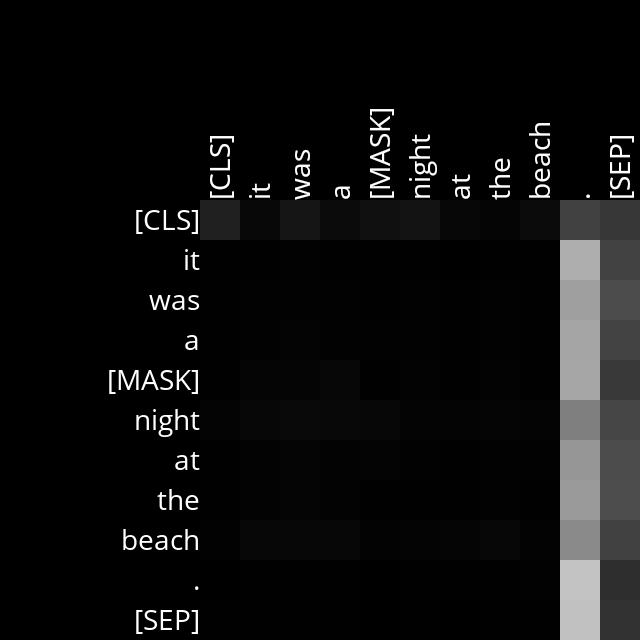 [CLS] it was a [MASK] night at the beach . [SEP]
[CLS]
it
was
a
[MASK]
night
at
the
beach
.
[SEP]